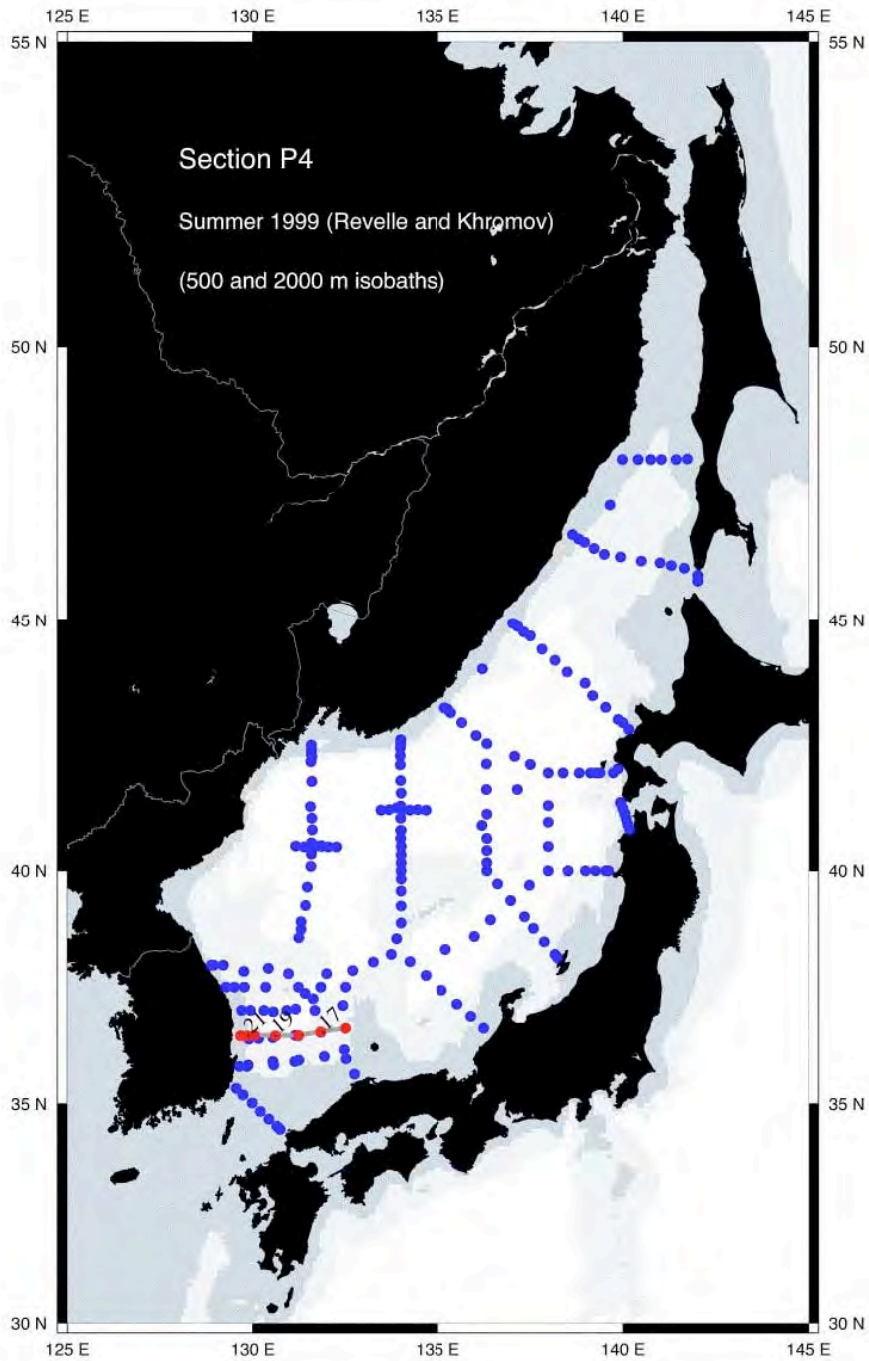 125 E 130 E 135 E 140 E 145 E
55 N 55 N
Section P4
Summer 1999 (Revelle and Khromov)
(500 and 2000 m isobaths)
50 N 50 N
45 N 45 N
40 N 40 N
21 19 17
35 N 35 N
30 N 30 N
125 E 130 E 135 E 140 E 145 E